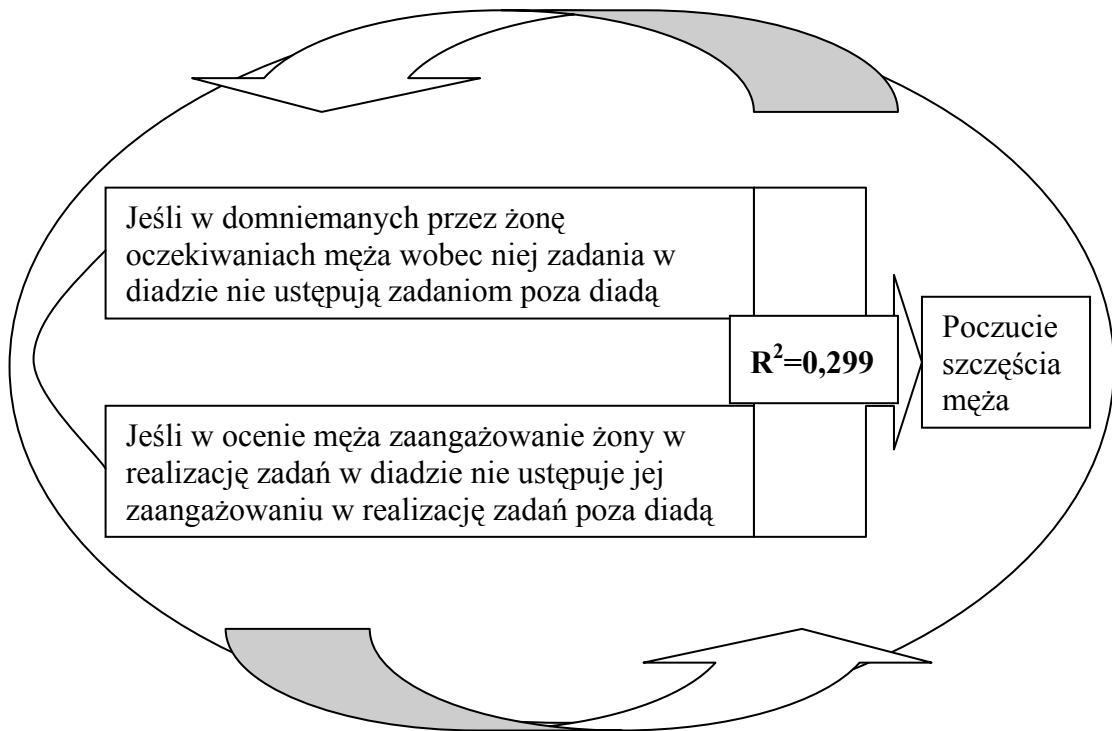 Jeśli w domniemanych przez żonę
oczekiwaniach męża wobec niej zadania w
diadzie nie ustępują zadaniom poza diadą
R²=0,299
Poczucie
szczęścia
męża
Jeśli w ocenie męża zaangażowanie żony w
realizację zadań w diadzie nie ustępuje jej
zaangażowaniu w realizację zadań poza diadą